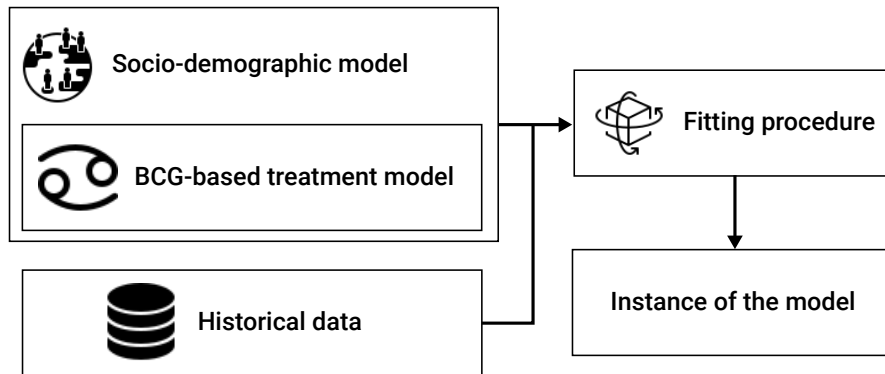 Socio-demographic model
BCG-based treatment model
Historical data
Fitting procedure
Instance of the model